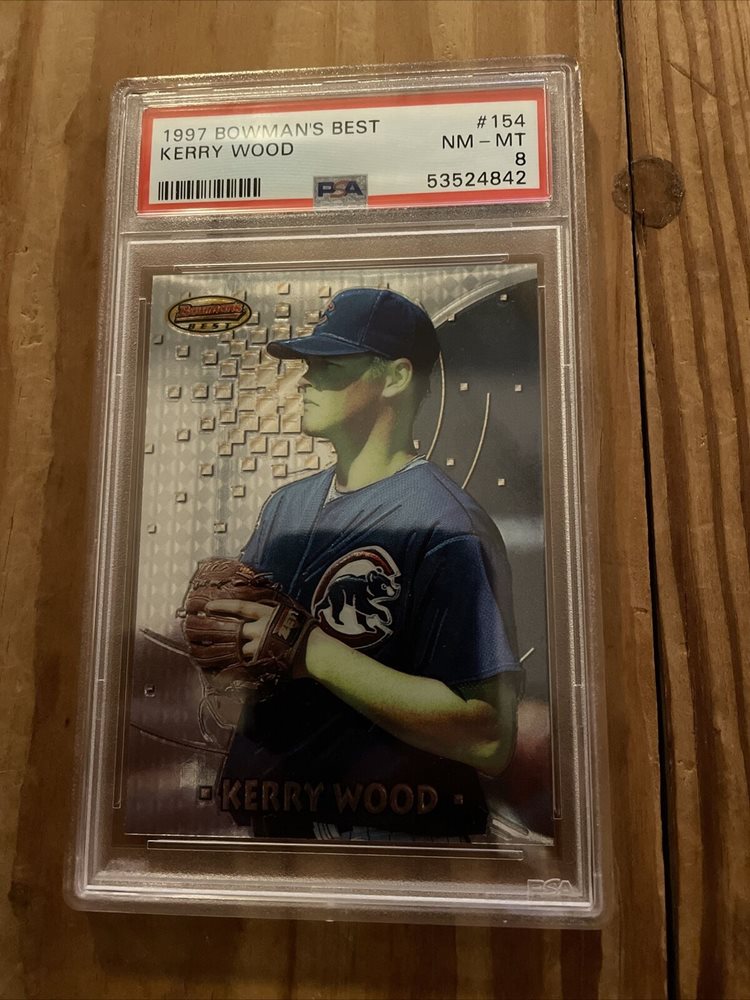 1997 BOWMAN'S BEST #154
KERRY WOOD NM - MT
8
PSA 53524842
Bowman's
BEST
KERRY WOOD
PSA